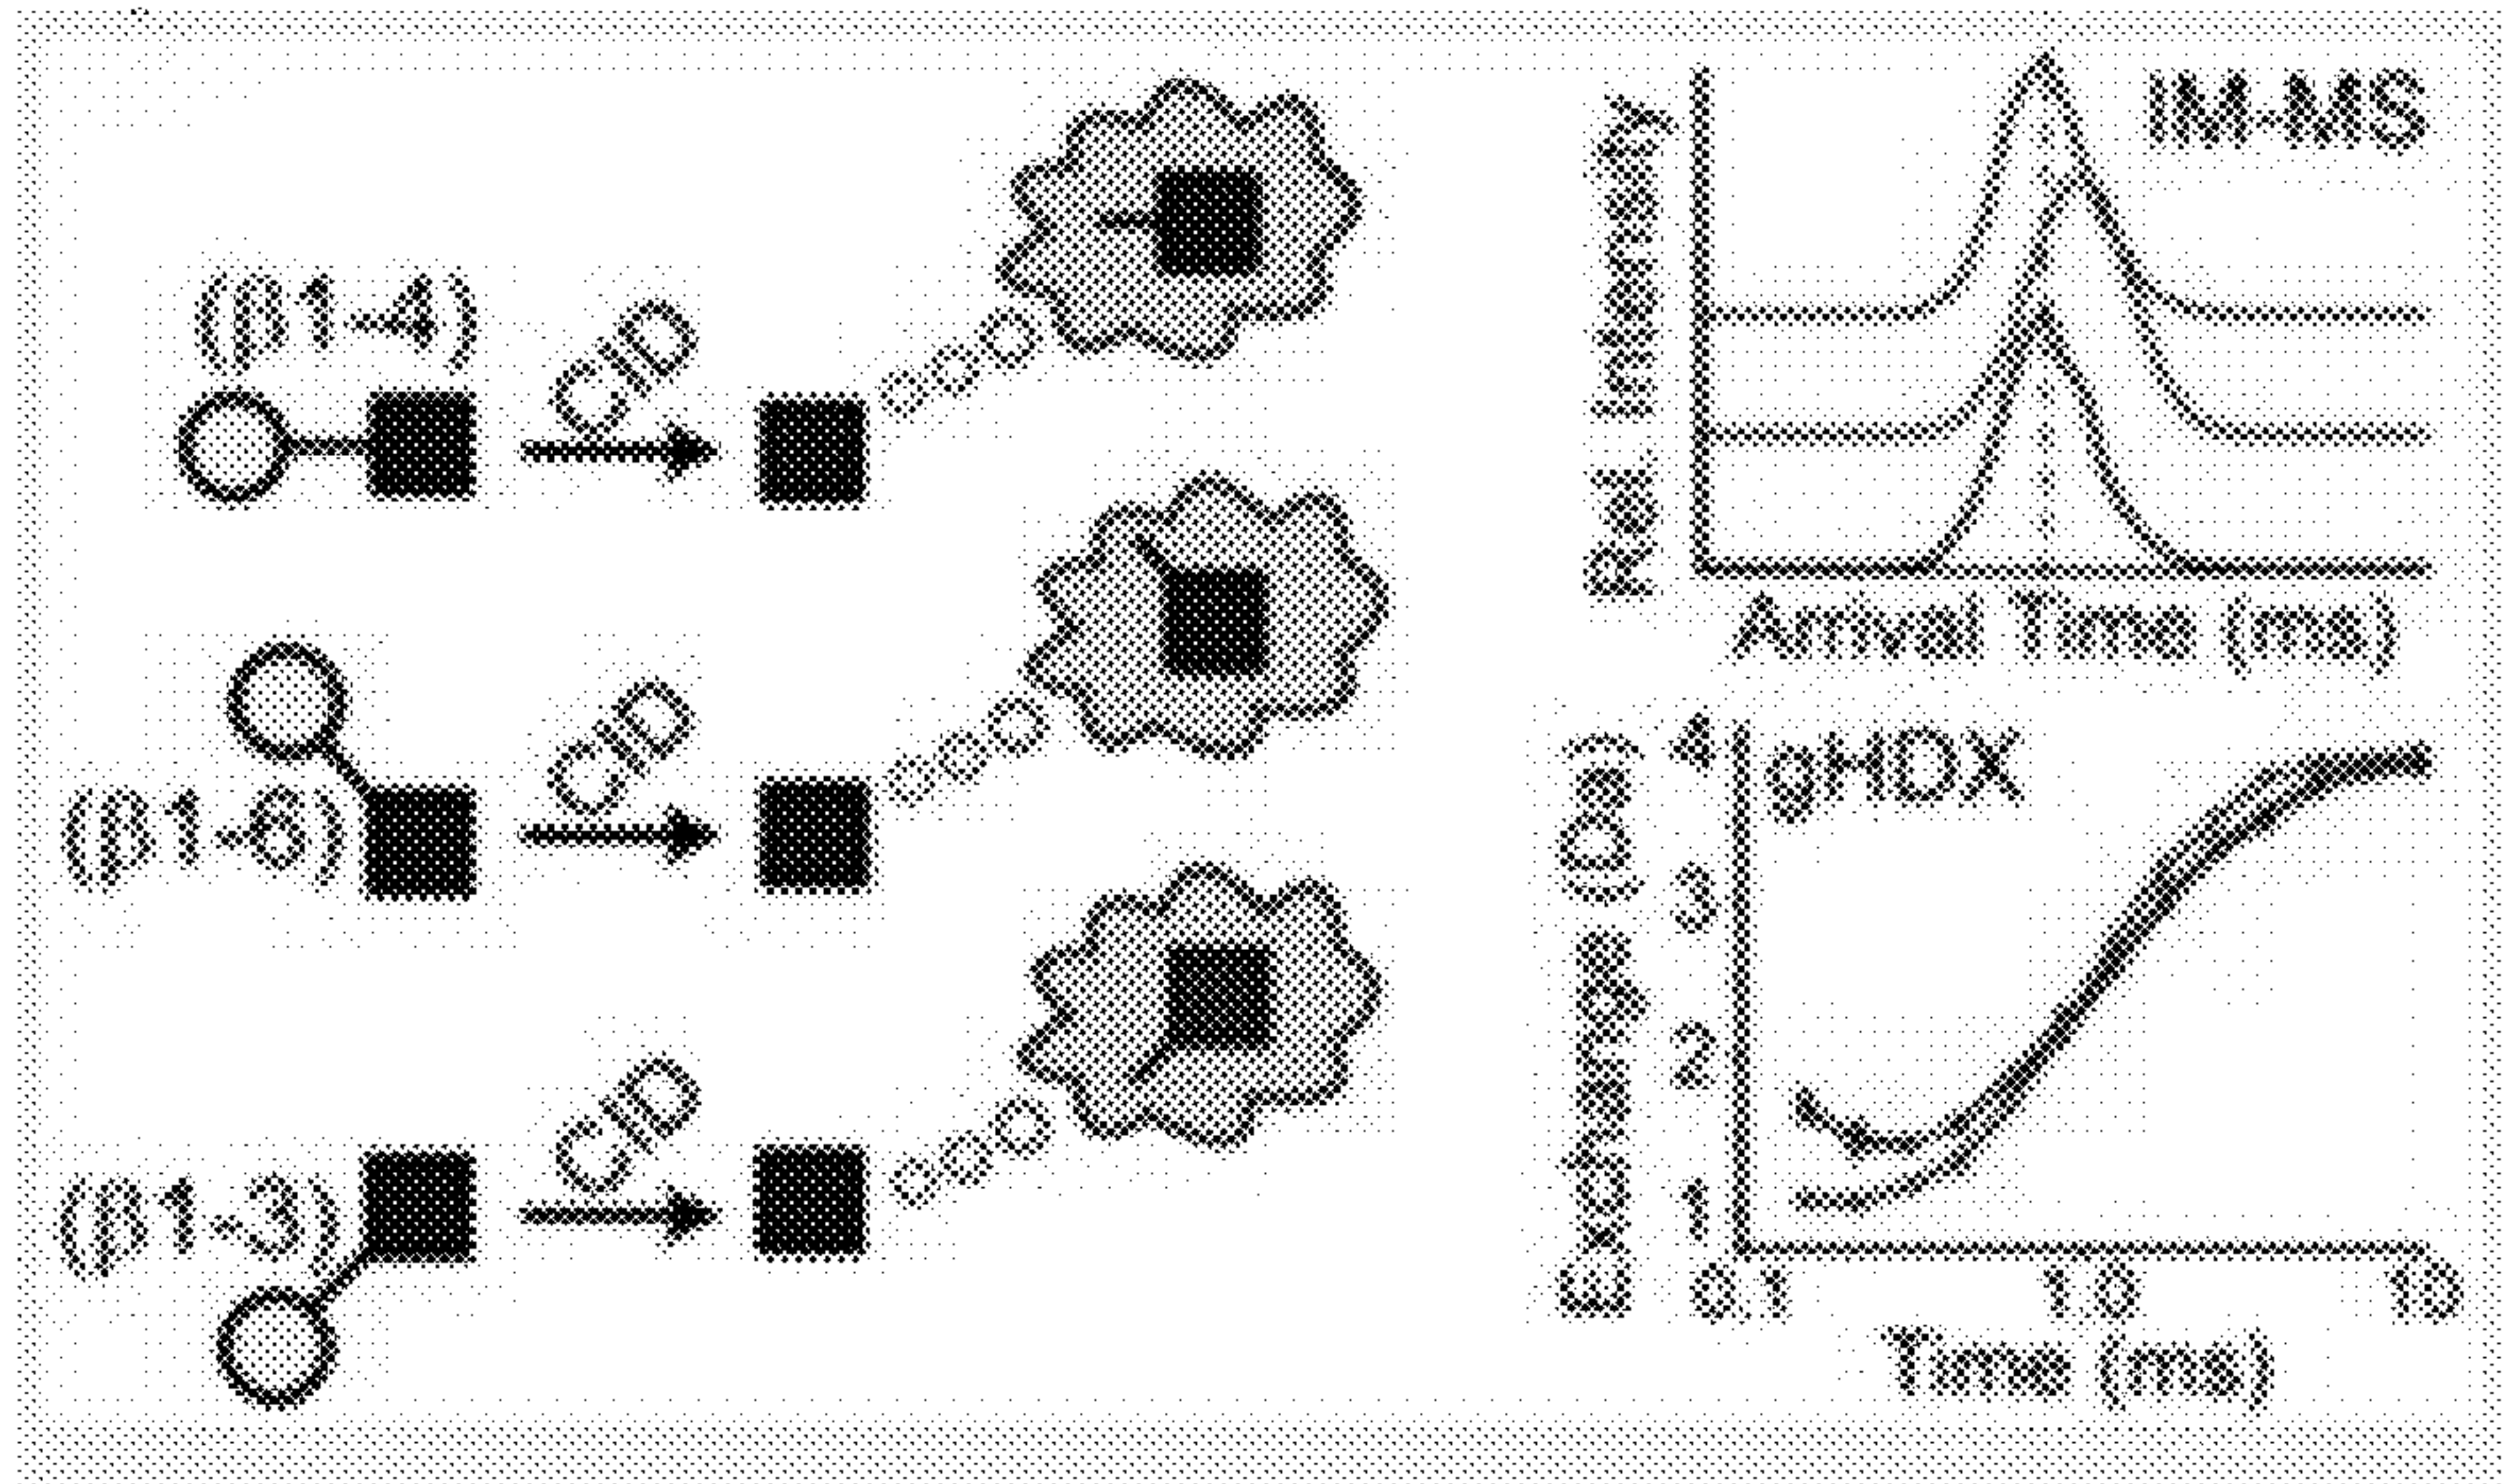 (β1-4)
CID
(β1-6)
CID
(β1-3)
CID
IM-MS
Rel. Intensity
Arrival Time (ms)
gHDX
Exchange (Da)
4
3
2
1
0.1
1.0
10
Time (ms)